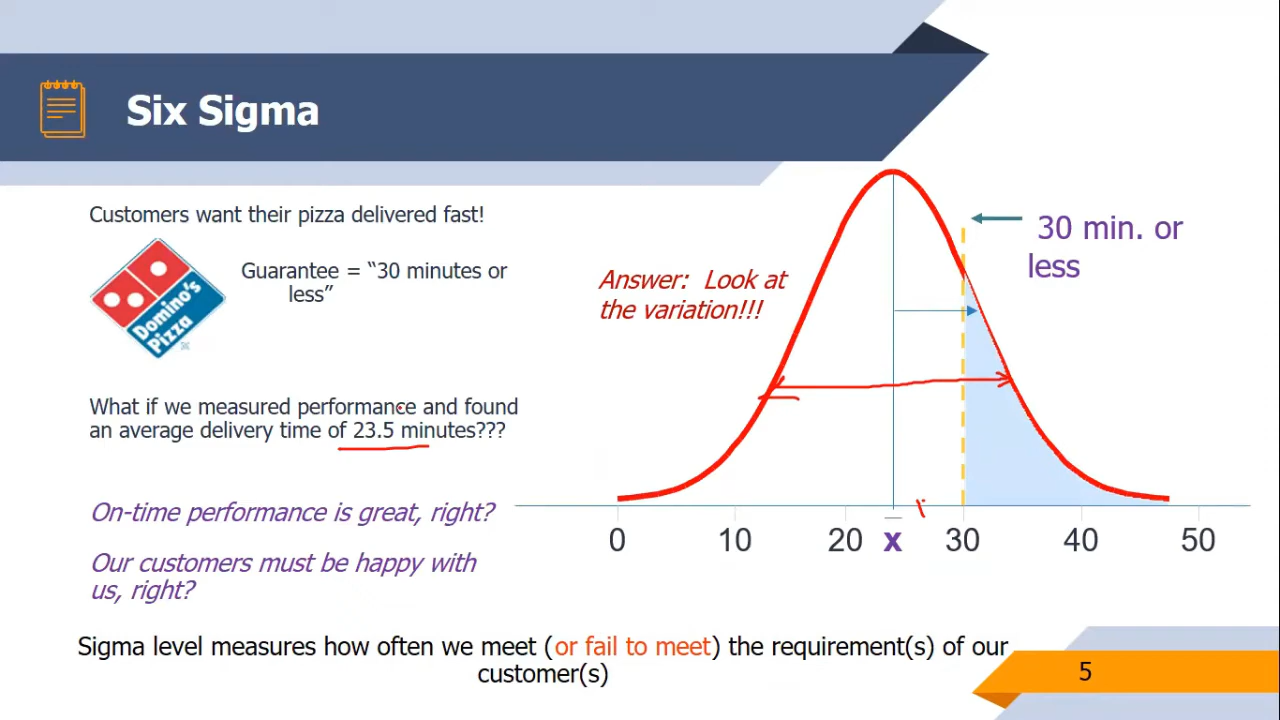 Six Sigma
Customers want their pizza delivered fast!
Domino's
Pizza
Guarantee = “30 minutes or
less”
What if we measured performance and found
an average delivery time of 23.5 minutes???
On-time performance is great, right?
Our customers must be happy with
us, right?
Answer: Look at
the variation!!!
30 min. or
less
0 10 20 x 30 40 50
Sigma level measures how often we meet (or fail to meet) the requirement(s) of our
customer(s)
5